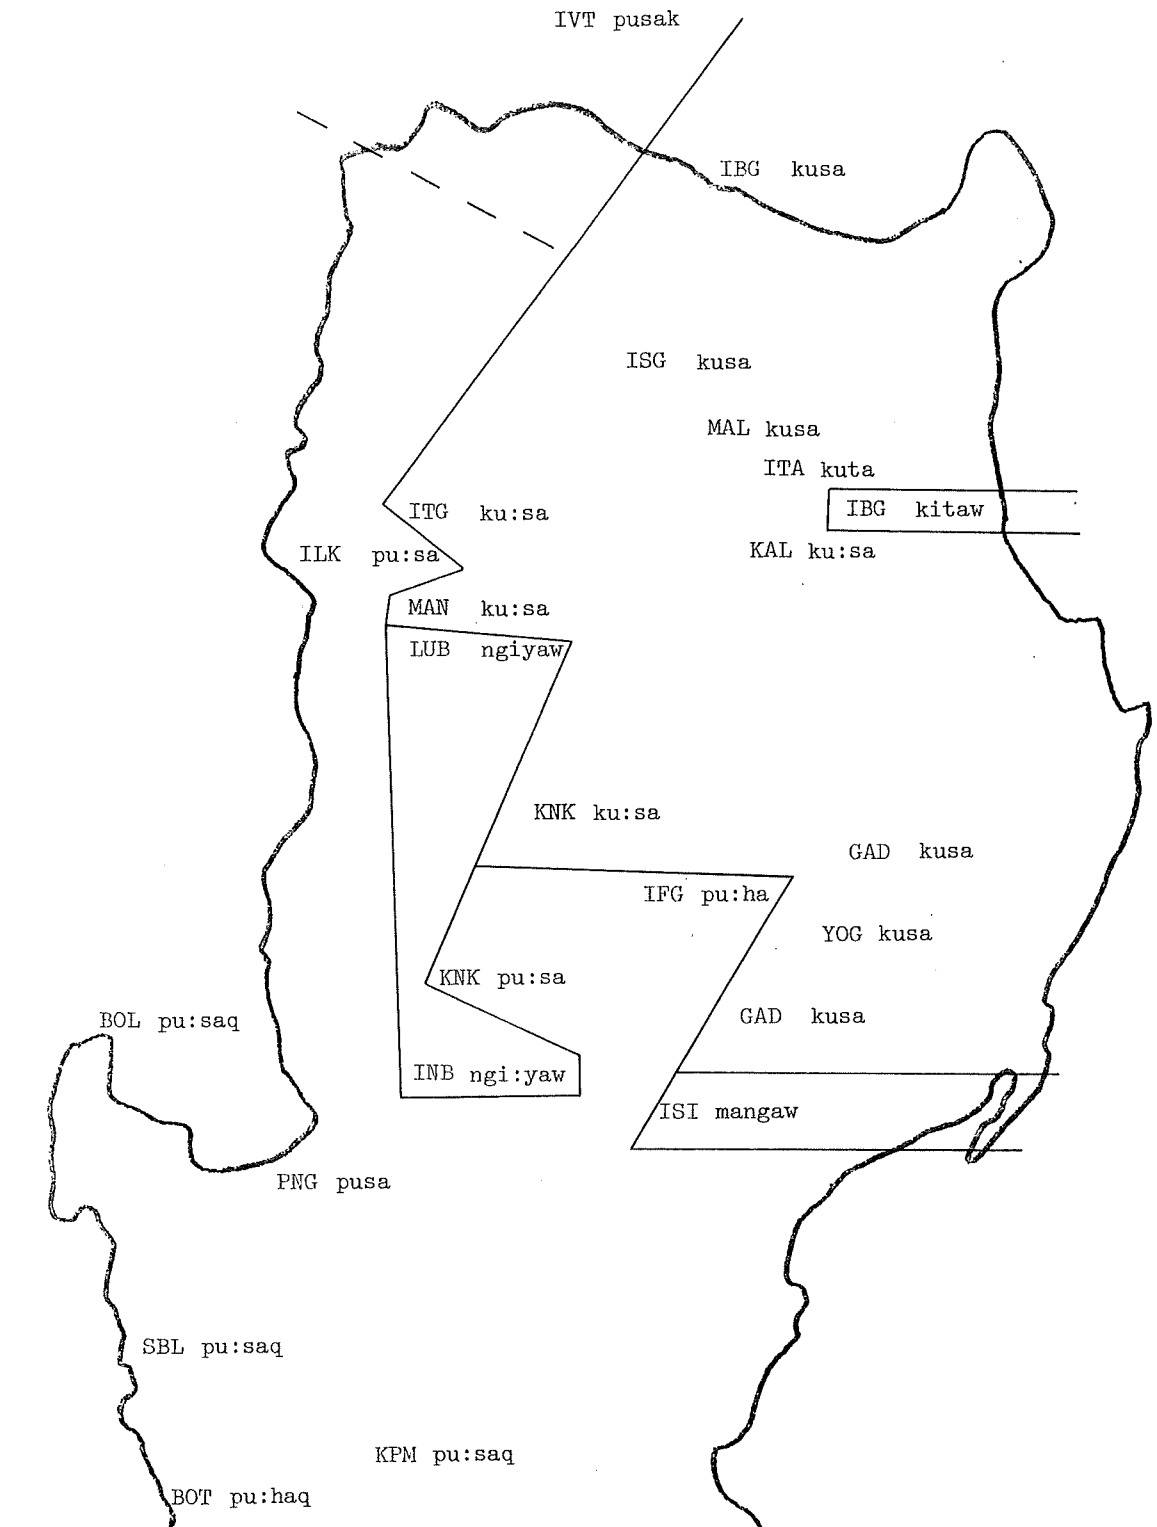 IVT pusak
IBG kusa
ISG kusa
MAL kusa
ITA kuta
ITG ku:sa
IBG kitaw
ILK pu:sa
KAL ku:sa
MAN ku:sa
LUB ngiyaw
KNK ku:sa
GAD kusa
IFG pu:ha
YOG kusa
KNK pu:sa
GAD kusa
BOL pu:saq
INB ngi:yaw
ISI mangaw
PNG pusa
SBL pu:saq
KPM pu:saq
BOT pu:haq